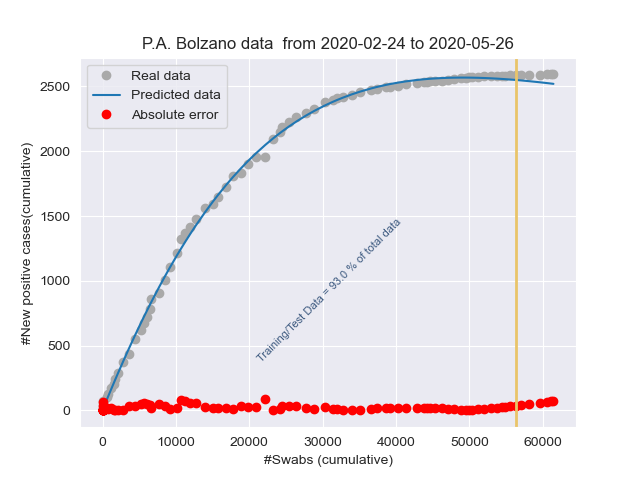 P.A. Bolzano data  from 2020-02-24 to 2020-05-26
Real data
Predicted data
Absolute error
2500
2000
1500
1000
500
0
#New positive cases(cumulative)
Training/Test Data = 93.0 % of total data
0
10000
20000
30000
40000
50000
60000
#Swabs (cumulative)